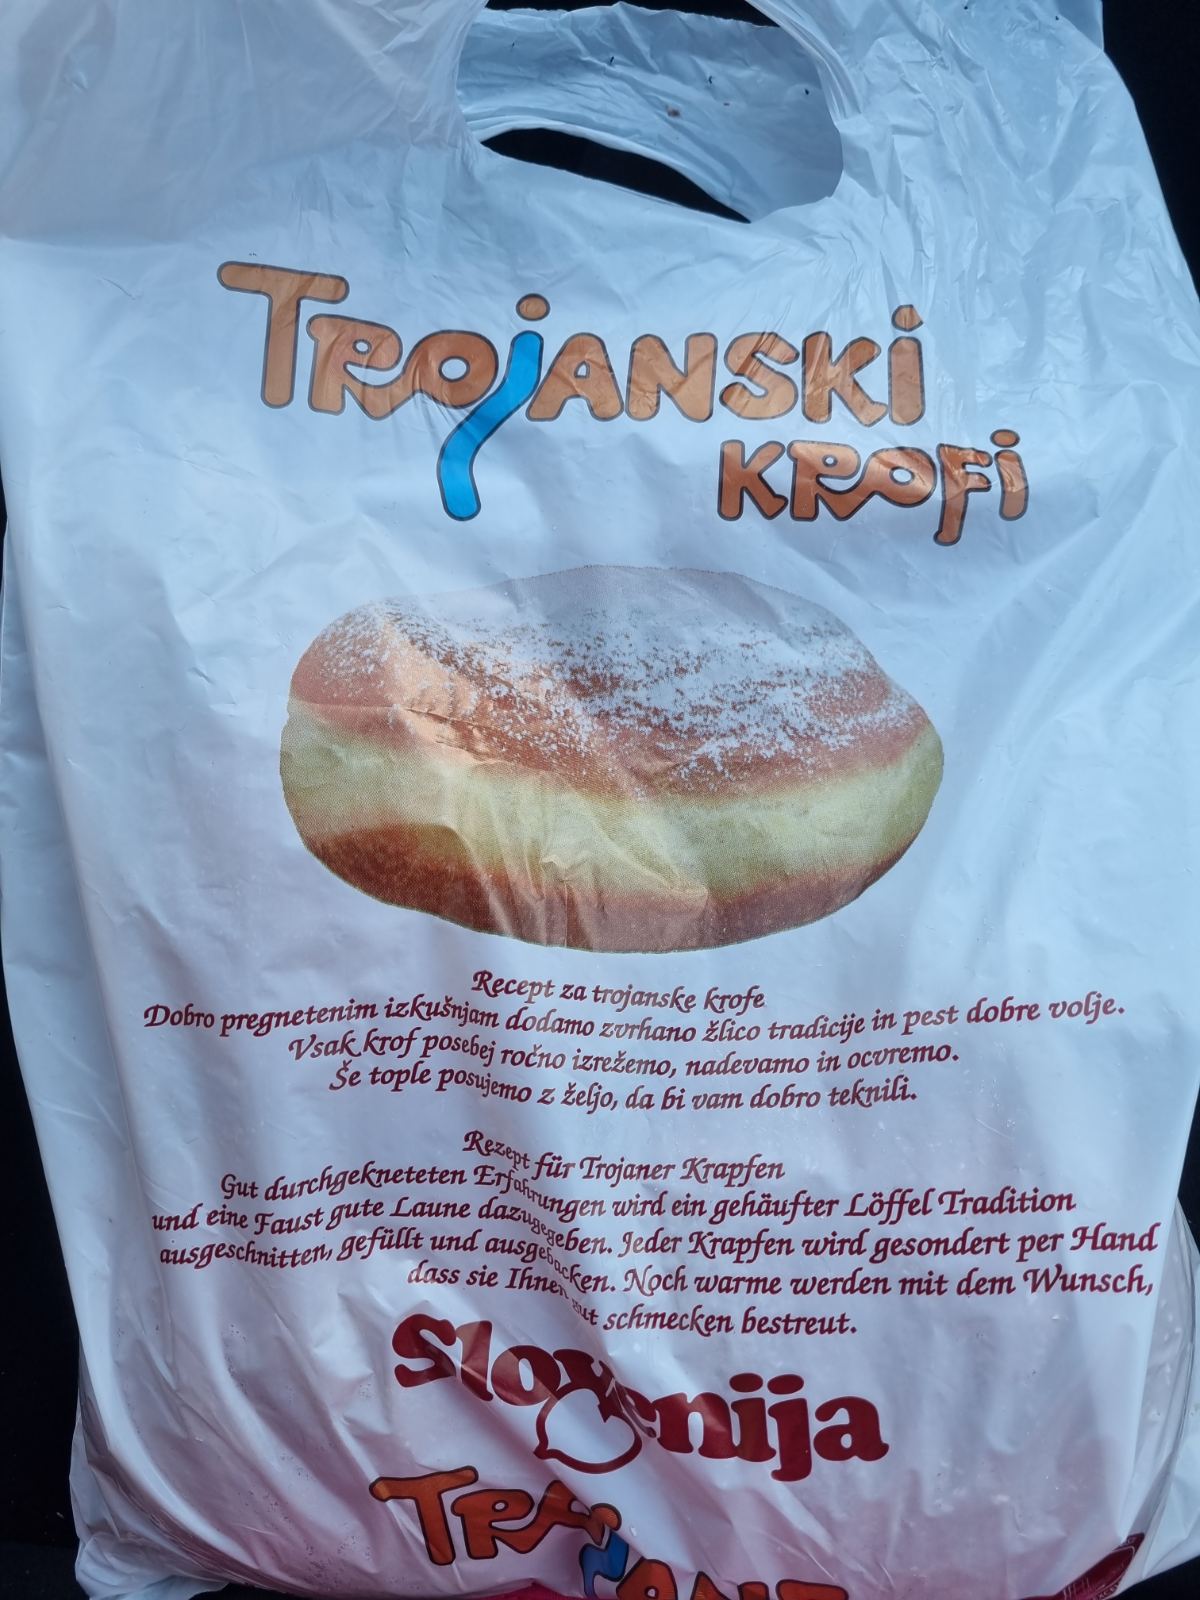 TROJANSKI
KROFI
Recept za trojanske krofe
Dobro pregnetenim izkušnjam dodamo zvrhano žlico tradicije in pest dobre volje.
Vsak krof posebej ročno izrežemo, nadevamo in ocvremo.
Še tople posujemo z željo, da bi vam dobro teknili.
Rezept für Trojaner Krapfen
Gut durchgekneteten Erfahrungen wird ein gehäufter Löffel Tradition
und eine Faust gute Laune dazugegeben. Jeder Krapfen wird gesondert per Hand
ausgeschnitten, gefüllt und ausgebacken. Noch warme werden mit dem Wunsch,
dass sie Ihnen gut schmecken bestreut.
Slovenija